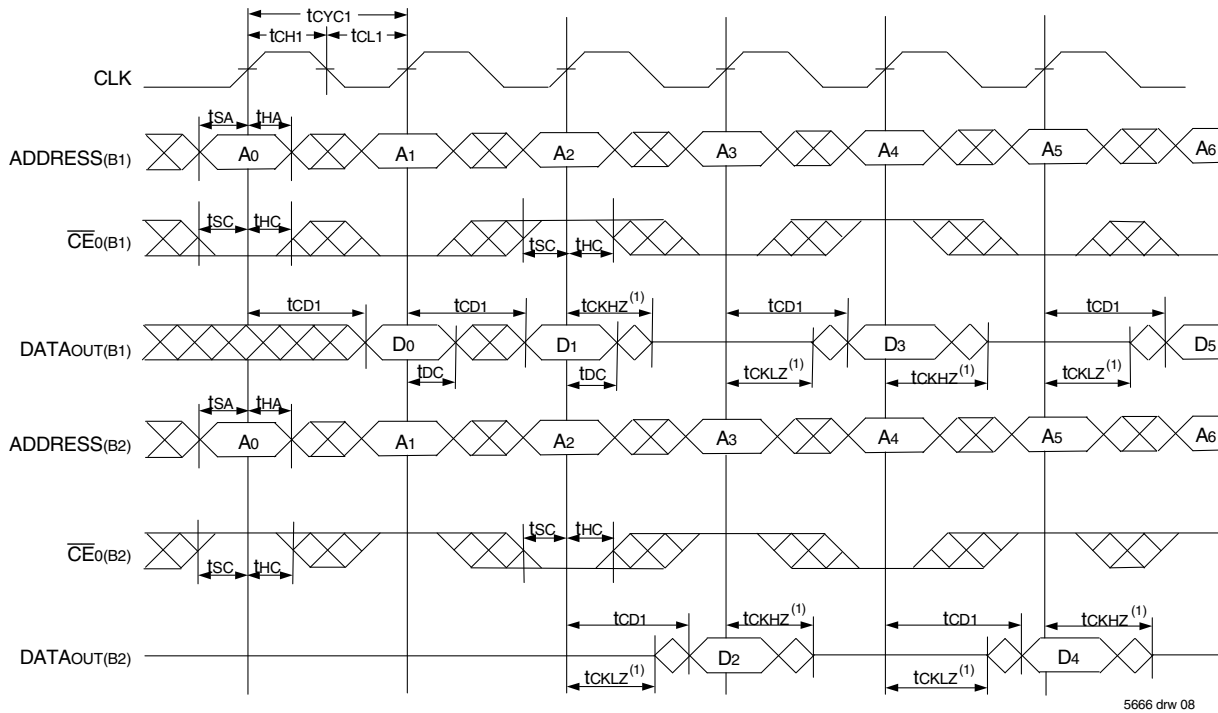 tCYC1
tCH1 tCL1
CLK
tSA tHA
ADDRESS(B1) A0 A1 A2 A3 A4 A5 A6
tSC tHC
CE0(B1) tSC tHC
tCD1 tCD1 tCKHZ(1) tCD1 tCD1
DATAOUT(B1) D0 D1 D3 D5
tDC tDC tCKLZ(1) tCKHZ(1) tCKLZ(1)
tSA tHA
ADDRESS(B2) A0 A1 A2 A3 A4 A5 A6
tSC tHC
CE0(B2)
tSC tHC
tCD1 tCKHZ(1) tCD1 tCKHZ(1)
DATAOUT(B2) D2 D4
tCKLZ(1) tCKLZ(1)
5666 drw 08